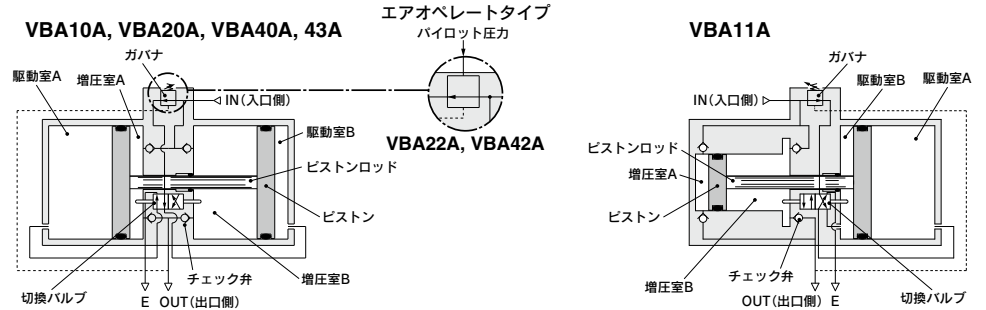 エアオペレートタイプ
パイロット圧力
VBA22A, VBA42A
VBA10A, VBA20A, VBA40A, 43A
ガバナ
駆動室A
増圧室A
IN（入口側）
駆動室B
ピストンロッド
ピストン
チェック弁
増圧室B
切換バルブ
E
OUT（出口側）
VBA11A
ガバナ
駆動室B
駆動室A
IN（入口側）
ピストンロッド
増圧室A
ピストン
チェック弁
増圧室B
OUT（出口側）
E
切換バルブ